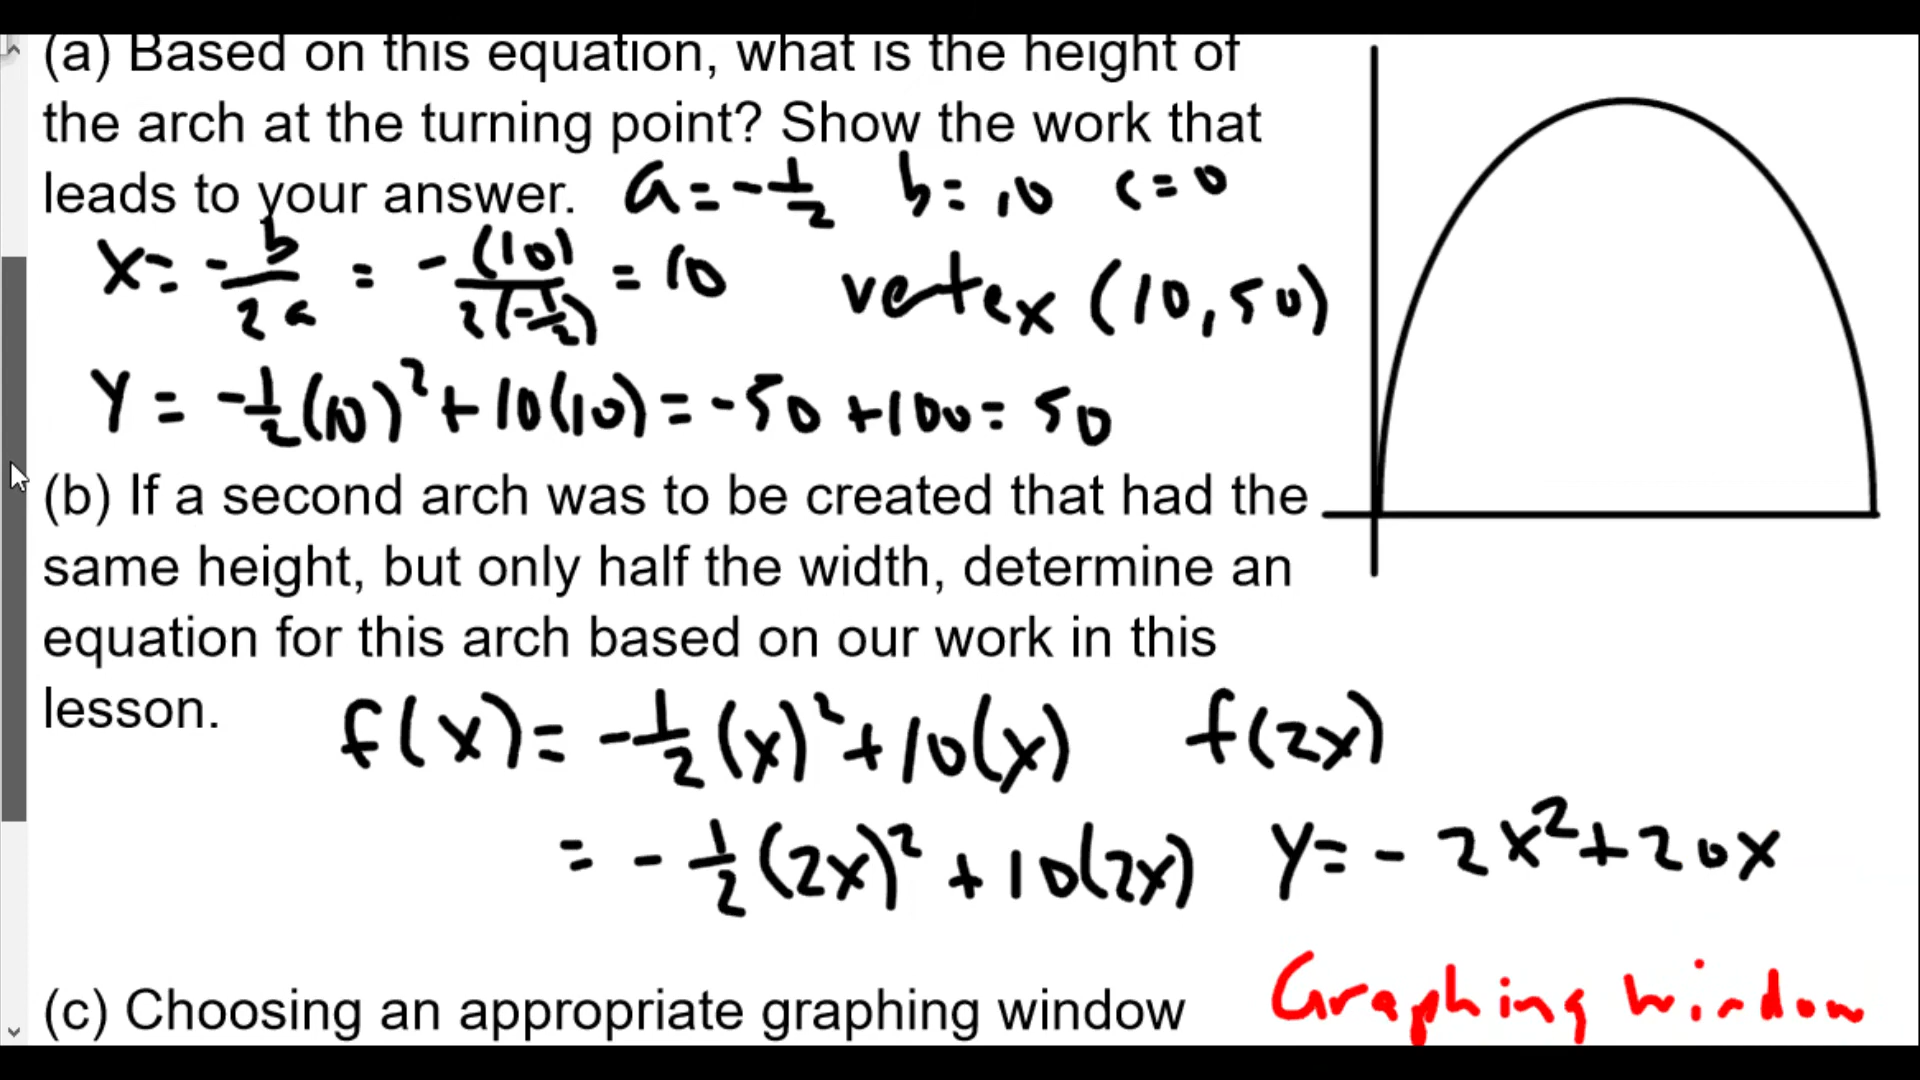 (a) Based on this equation, what is the height of
the arch at the turning point? Show the work that
leads to your answer. a = -1/2 b = 10 c = 0
x = -b/2a = -(10)/2(-1/2) = 10 vertex (10,50)
y = -1/2(10)² + 10(10) = -50 + 100 = 50
(b) If a second arch was to be created that had the
same height, but only half the width, determine an
equation for this arch based on our work in this
lesson. f(x) = -1/2(x)² + 10(x) f(2x)
= -1/2(2x)² + 10(2x) y = -2x² + 20x
(c) Choosing an appropriate graphing window Graphing window